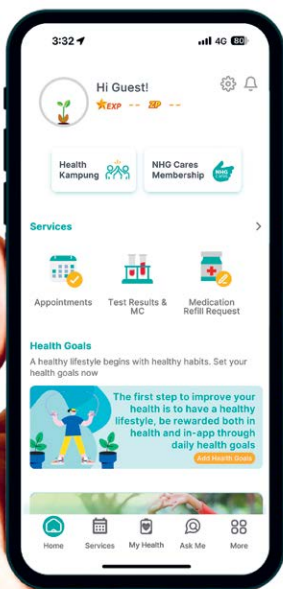 3:32
4G 80
Hi Guest!
EXP -- --
Health
Kampung
NHG Cares
Membership
NHG
Services
Appointments
Test Results &
MC
Medication
Refill Request
Health Goals
A healthy lifestyle begins with healthy habits. Set your
health goals now
The first step to improve your
health is to have a healthy
lifestyle, be rewarded both in
health and in-app through
daily health goals
Add Health Goals
Home
Services
My Health
Ask Me
More